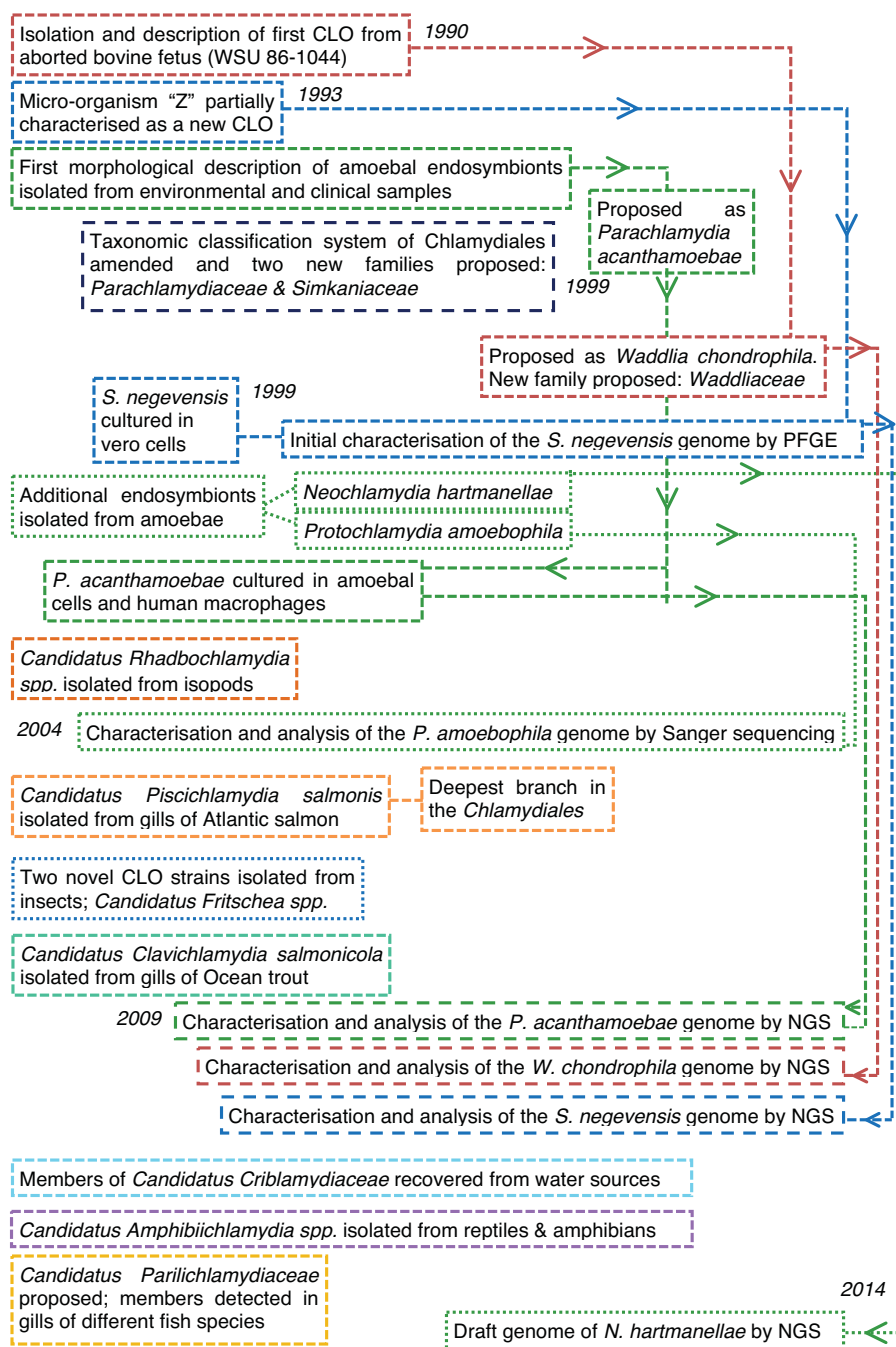 Isolation and description of first CLO from
aborted bovine fetus (WSU 86-1044)
1990
Micro-organism “Z” partially
characterised as a new CLO
1993
First morphological description of amoebal endosymbionts
isolated from environmental and clinical samples
Proposed as
Parachlamydia
acanthamoebae
Taxonomic classification system of Chlamydiales
amended and two new families proposed:
Parachlamydiaceae & Simkaniaceae
1999
Proposed as Waddlia chondrophila.
New family proposed: Waddliaceae
S. negevensis
cultured in
vero cells
1999
Initial characterisation of the S. negevensis genome by PFGE
Additional endosymbionts
isolated from amoebae
Neochlamydia hartmanellae
Protochlamydia amoebophila
P. acanthamoebae cultured in amoebal
cells and human macrophages
Candidatus Rhadbochlamydia
spp. isolated from isopods
2004
Characterisation and analysis of the P. amoebophila genome by Sanger sequencing
Candidatus Piscichlamydia salmonis
isolated from gills of Atlantic salmon
Deepest branch in
the Chlamydiales
Two novel CLO strains isolated from
insects; Candidatus Fritschea spp.
Candidatus Clavichlamydia salmonicola
isolated from gills of Ocean trout
2009
Characterisation and analysis of the P. acanthamoebae genome by NGS
Characterisation and analysis of the W. chondrophila genome by NGS
Characterisation and analysis of the S. negevensis genome by NGS
Members of Candidatus Criblamydiaceae recovered from water sources
Candidatus Amphibiichlamydia spp. isolated from reptiles & amphibians
Candidatus Parilichlamydiaceae
proposed; members detected in
gills of different fish species
2014
Draft genome of N. hartmanellae by NGS